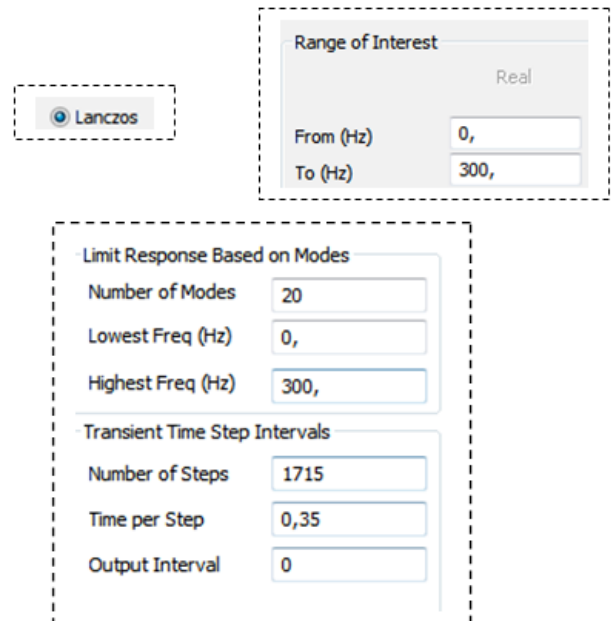 Lanczos
Range of Interest
Real
From (Hz) 0,
To (Hz) 300,
Limit Response Based on Modes
Number of Modes 20
Lowest Freq (Hz) 0,
Highest Freq (Hz) 300,
Transient Time Step Intervals
Number of Steps 1715
Time per Step 0,35
Output Interval 0